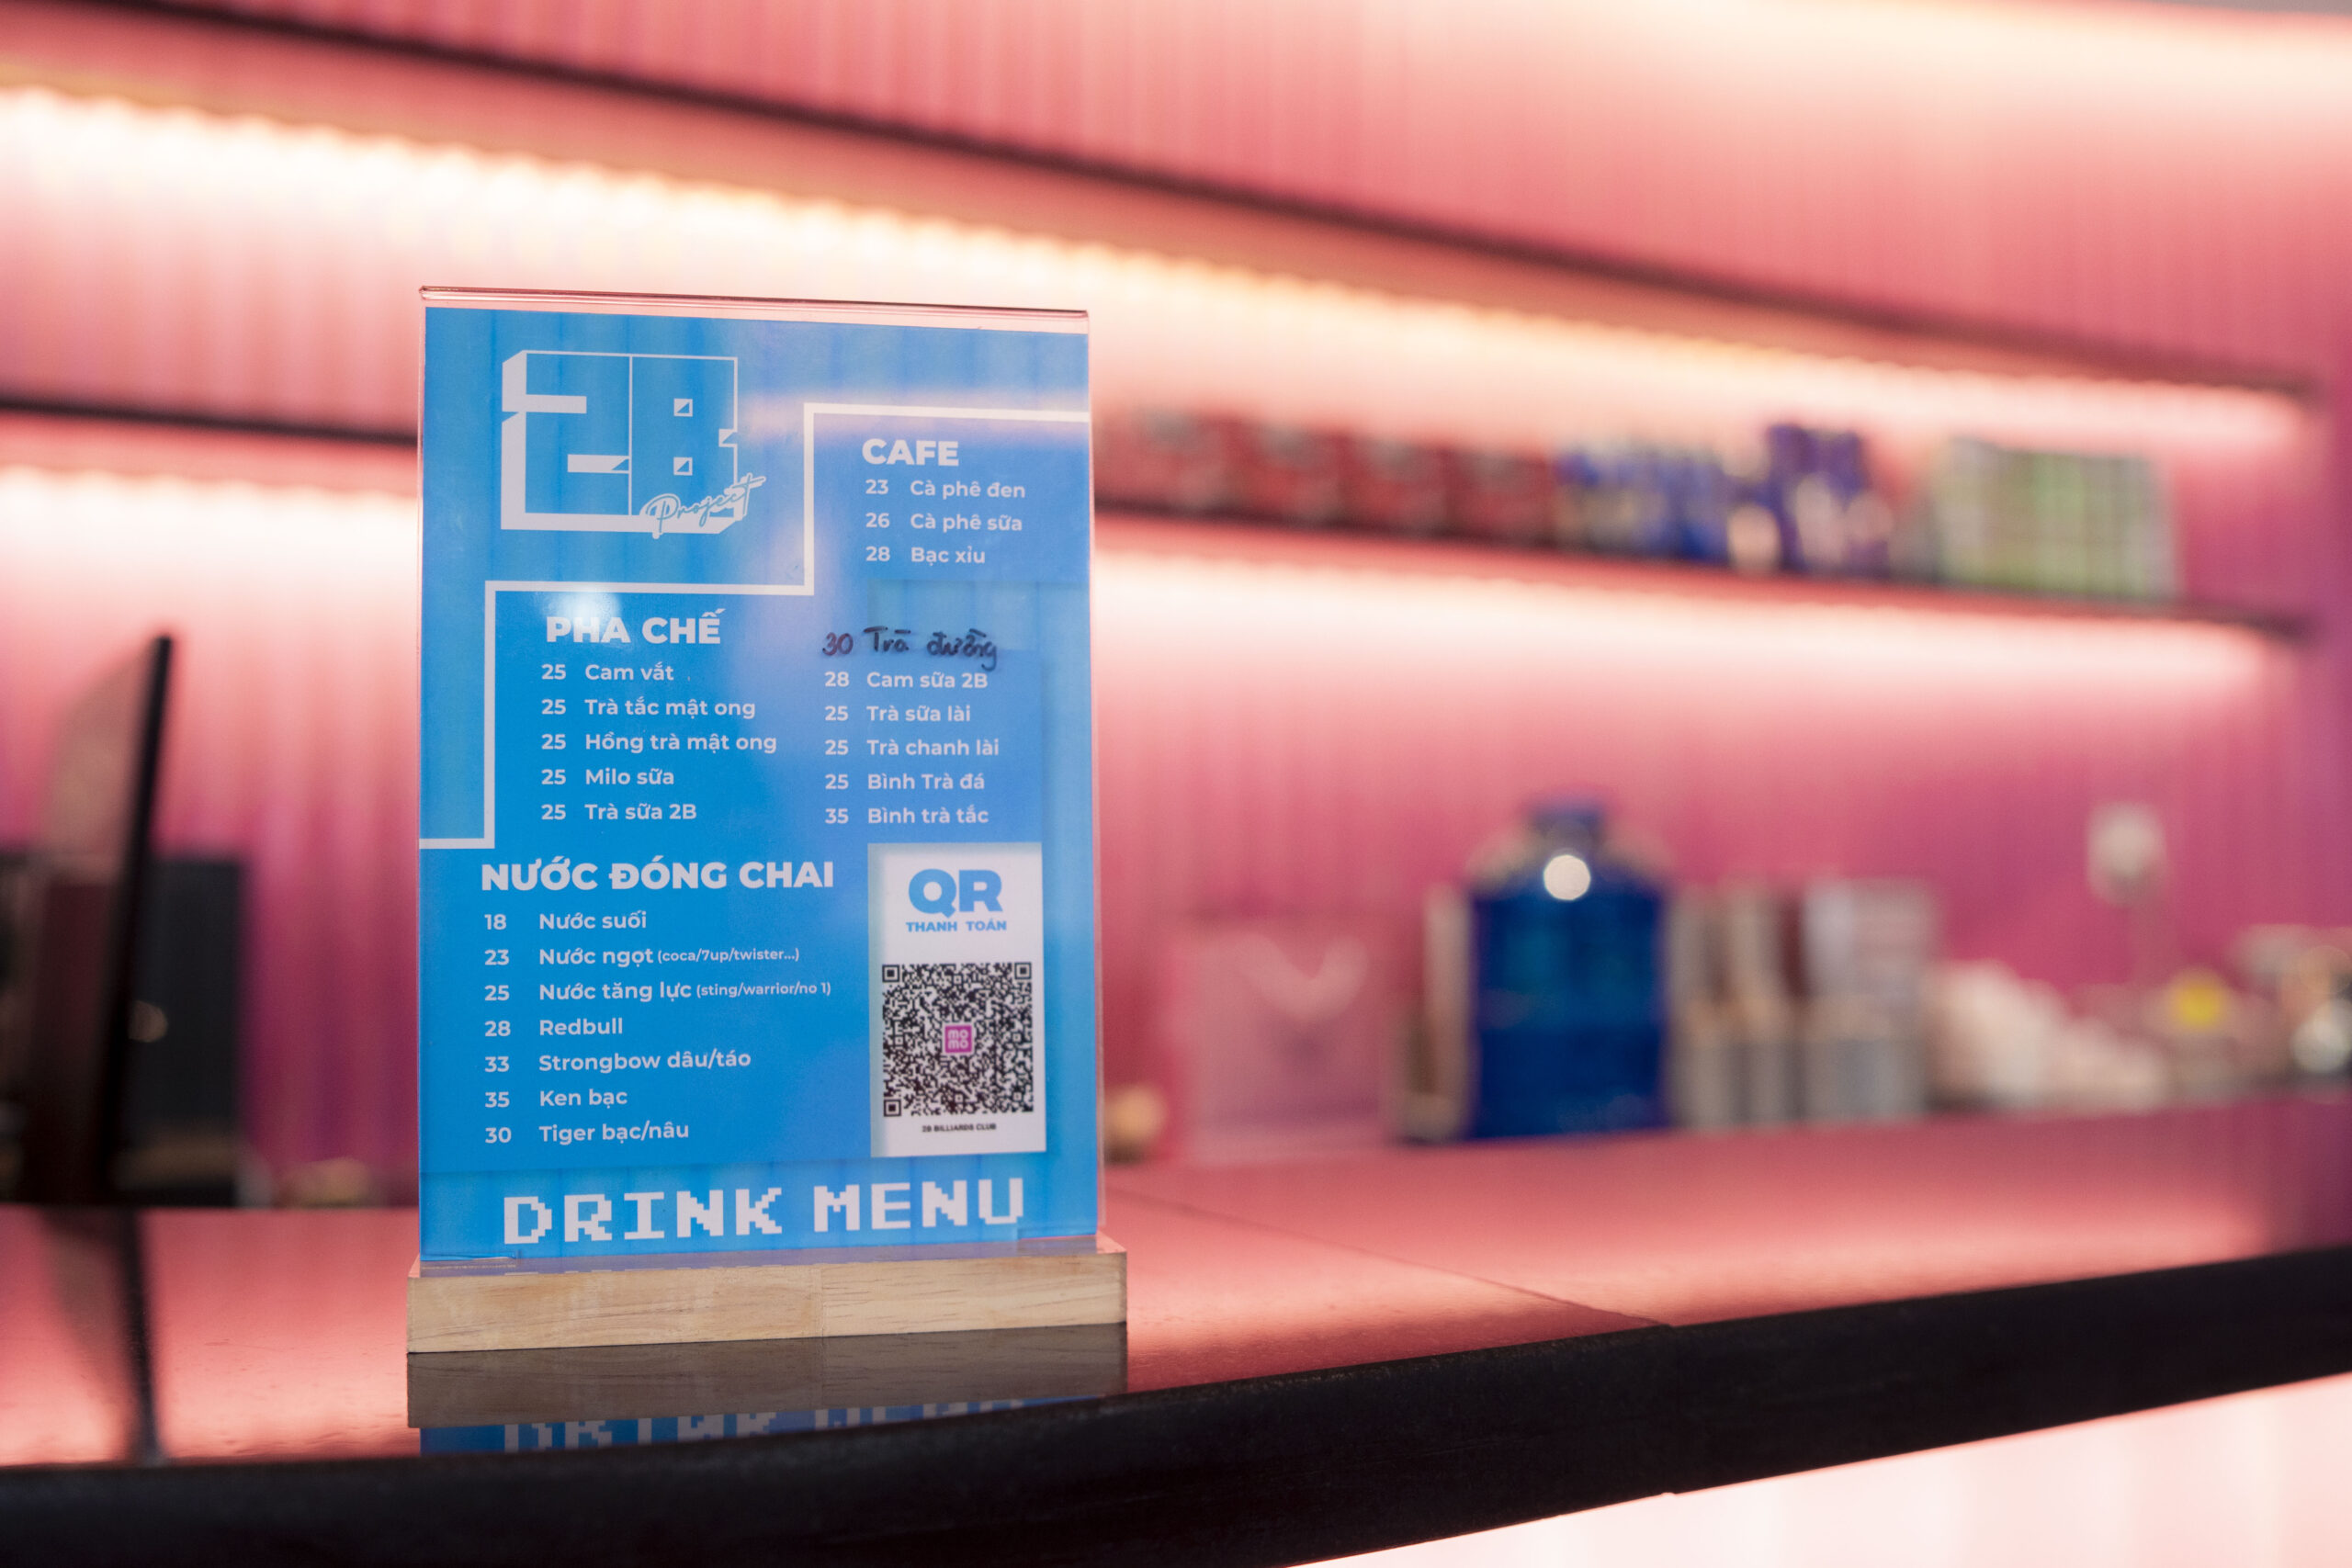 2B
Project
CAFE
23 Cà phê đen
26 Cà phê sữa
28 Bạc xỉu
PHA CHẾ
25 Cam vắt
25 Trà tắc mật ong
25 Hồng trà mật ong
25 Milo sữa
25 Trà sữa 2B
30 Trà đường
28 Cam sữa 2B
25 Trà sữa lài
25 Trà chanh lài
25 Bình Trà đá
35 Bình trà tắc
NƯỚC ĐÓNG CHAI
18 Nước suối
23 Nước ngọt (coca/7up/twister...)
25 Nước tăng lực (sting/warrior/no 1)
28 Redbull
33 Strongbow dâu/táo
35 Ken bạc
30 Tiger bạc/nâu
QR
THANH TOÁN
mo
mo
2B BILLIARDS CLUB
DRINK MENU